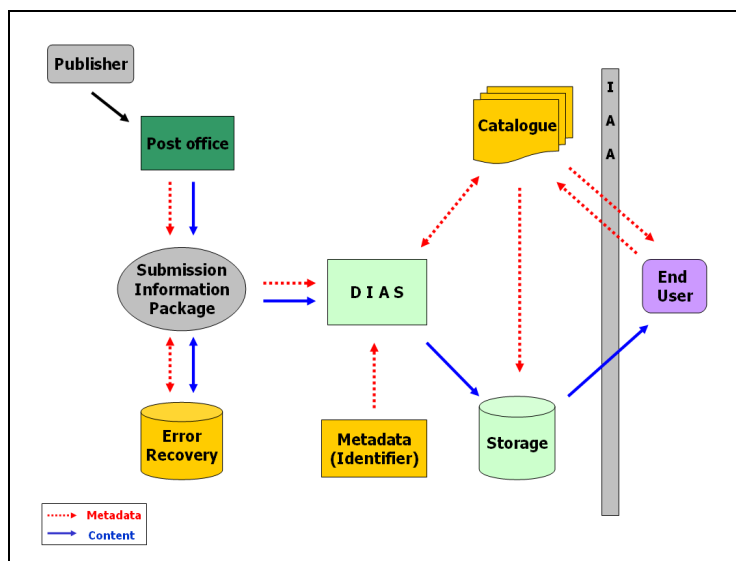 Publisher
Post office
Submission
Information
Package
Error
Recovery
D I A S
Metadata
(Identifier)
Catalogue
Storage
I
A
A
End
User
Metadata
Content